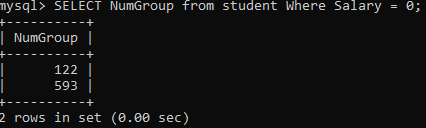 mysql> SELECT NumGroup from student Where Salary = 0;
+----------+
| NumGroup |
+----------+
|      122 |
|      593 |
+----------+
2 rows in set (0.00 sec)